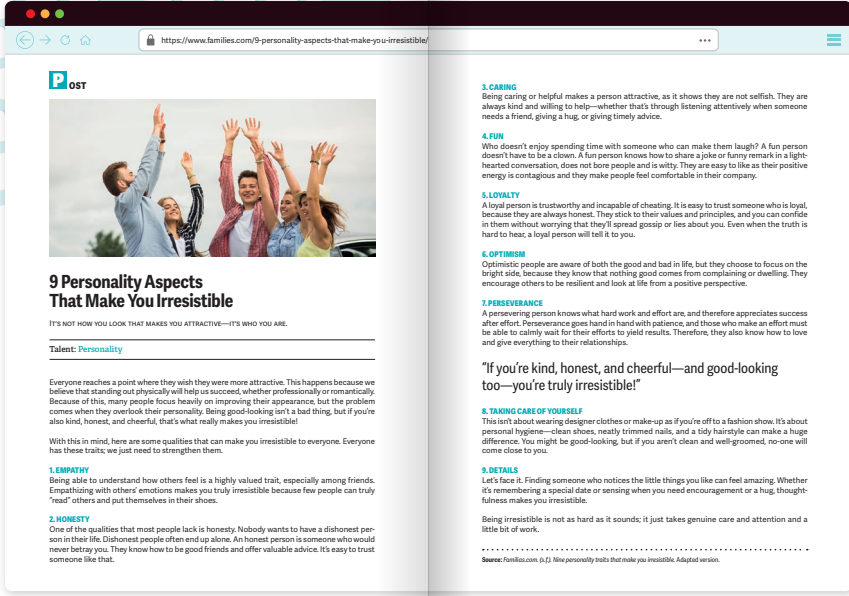 https://www.families.com/9-personality-aspects-that-make-you-irresistible/
POST
9 Personality Aspects
That Make You Irresistible
IT'S NOT HOW YOU LOOK THAT MAKES YOU ATTRACTIVE—IT'S WHO YOU ARE.
Talent: Personality
Everyone reaches a point where they wish they were more attractive. This happens because we
believe that standing out physically will help us succeed, whether professionally or romantically.
Because of this, many people focus heavily on improving their appearance, but the problem
comes when they overlook their personality. Being good-looking isn't a bad thing, but if you're
also kind, honest, and cheerful, that's what really makes you irresistible!
With this in mind, here are some qualities that can make you irresistible to everyone. Everyone
has these traits; we just need to strengthen them.
1. EMPATHY
Being able to understand how others feel is a highly valued trait, especially among friends.
Empathizing with others' emotions makes you truly irresistible because few people can truly
"read" others and put themselves in their shoes.
2. HONESTY
One of the qualities that most people lack is honesty. Nobody wants to have a dishonest per-
son in their life. Dishonest people often end up alone. An honest person is someone who would
never betray you. They know how to be good friends and offer valuable advice. It's easy to trust
someone like that.
3. CARING
Being caring or helpful makes a person attractive, as it shows they are not selfish. They are
always kind and willing to help—whether that's through listening attentively when someone
needs a friend, giving a hug, or giving timely advice.
4. FUN
Who doesn't enjoy spending time with someone who can make them laugh? A fun person
doesn't have to be a clown. A fun person knows how to share a joke or funny remark in a light-
hearted conversation, does not bore people and is witty. They are easy to like as their positive
energy is contagious and they make people feel comfortable in their company.
5. LOYALTY
A loyal person is trustworthy and incapable of cheating. It is easy to trust someone who is loyal,
because they are always honest. They stick to their values and principles, and you can confide
in them without worrying that they'll spread gossip or lies about you. Even when the truth is
hard to hear, a loyal person will tell it to you.
6. OPTIMISM
Optimistic people are aware of both the good and bad in life, but they choose to focus on the
bright side, because they know that nothing good comes from complaining or dwelling. They
encourage others to be resilient and look at life from a positive perspective.
7. PERSEVERANCE
A persevering person knows what hard work and effort are, and therefore appreciates success
after effort. Perseverance goes hand in hand with patience, and those who make an effort must
be able to calmly wait for their efforts to yield results. Therefore, they also know how to love
and give everything to their relationships.
"If you're kind, honest, and cheerful—and good-looking
too—you're truly irresistible!"
8. TAKING CARE OF YOURSELF
This isn't about wearing designer clothes or make-up as if you're off to a fashion show. It's about
personal hygiene—clean shoes, neatly trimmed nails, and a tidy hairstyle can make a huge
difference. You might be good-looking, but if you aren't clean and well-groomed, no-one will
come close to you.
9. DETAILS
Let's face it. Finding someone who notices the little things you like can feel amazing. Whether
it's remembering a special date or sensing when you need encouragement or a hug, thought-
fulness makes you irresistible.
Being irresistible is not as hard as it sounds; it just takes genuine care and attention and a
little bit of work.
Source: Familias.com. (s.f.). Nine personality traits that make you irresistible. Adapted version.